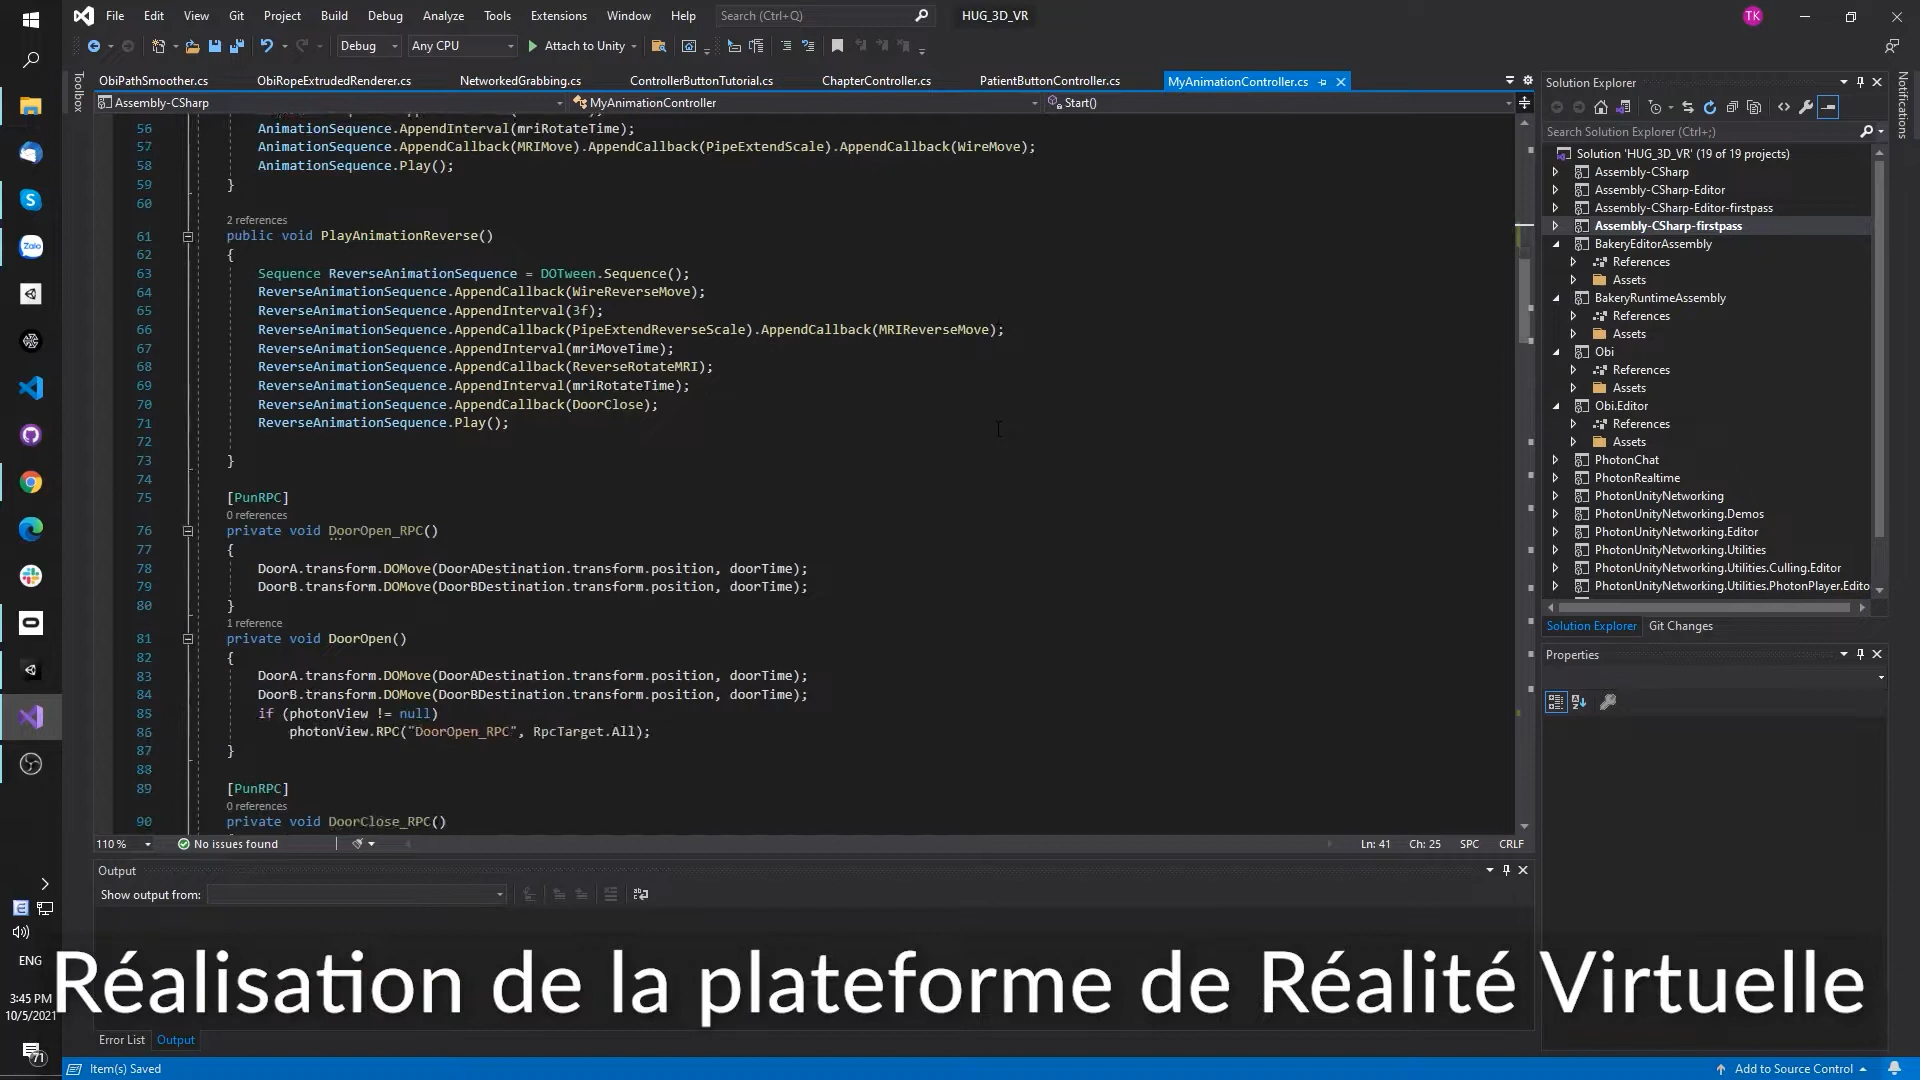 File Edit View Git Project Build Debug Analyze Tools Extensions Window Help Search (Ctrl+Q) HUG_3D_VR TK
Debug Any CPU Attach to Unity
Toolbox
ObiPathSmoother.cs ObiRopeExtrudedRenderer.cs NetworkedGrabbing.cs ControllerButtonTutorial.cs ChapterController.cs PatientButtonController.cs MyAnimationController.cs
Assembly-CSharp MyAnimationController Start()
56 AnimationSequence.AppendInterval(mriRotateTime);
57 AnimationSequence.AppendCallback(MRIMove).AppendCallback(PipeExtendScale).AppendCallback(WireMove);
58 AnimationSequence.Play();
59 }
60
2 references
61 public void PlayAnimationReverse()
62 {
63 Sequence ReverseAnimationSequence = DOTween.Sequence();
64 ReverseAnimationSequence.AppendCallback(WireReverseMove);
65 ReverseAnimationSequence.AppendInterval(3f);
66 ReverseAnimationSequence.AppendCallback(PipeExtendReverseScale).AppendCallback(MRIReverseMove);
67 ReverseAnimationSequence.AppendInterval(mriMoveTime);
68 ReverseAnimationSequence.AppendCallback(ReverseRotateMRI);
69 ReverseAnimationSequence.AppendInterval(mriRotateTime);
70 ReverseAnimationSequence.AppendCallback(DoorClose);
71 ReverseAnimationSequence.Play();
72
73 }
74
75 [PunRPC]
0 references
76 private void DoorOpen_RPC()
77 {
78 DoorA.transform.DOMove(DoorADestination.transform.position, doorTime);
79 DoorB.transform.DOMove(DoorBDestination.transform.position, doorTime);
80 }
1 reference
81 private void DoorOpen()
82 {
83 DoorA.transform.DOMove(DoorADestination.transform.position, doorTime);
84 DoorB.transform.DOMove(DoorBDestination.transform.position, doorTime);
85 if (photonView != null)
86 photonView.RPC("DoorOpen_RPC", RpcTarget.All);
87 }
88
89 [PunRPC]
0 references
90 private void DoorClose_RPC()
110 % No issues found Ln: 41 Ch: 25 SPC CRLF
Output
Show output from:
Error List Output
Item(s) Saved Add to Source Control
Solution Explorer
Search Solution Explorer (Ctrl+;)
Solution 'HUG_3D_VR' (19 of 19 projects)
Assembly-CSharp
Assembly-CSharp-Editor
Assembly-CSharp-Editor-firstpass
Assembly-CSharp-firstpass
BakeryEditorAssembly
References
Assets
BakeryRuntimeAssembly
References
Assets
Obi
References
Assets
Obi.Editor
References
Assets
PhotonChat
PhotonRealtime
PhotonUnityNetworking
PhotonUnityNetworking.Demos
PhotonUnityNetworking.Editor
PhotonUnityNetworking.Utilities
PhotonUnityNetworking.Utilities.Culling.Editor
PhotonUnityNetworking.Utilities.PhotonPlayer.Edito
Solution Explorer Git Changes
Properties
Notifications
Zalo
ENG
3:45 PM
10/5/2021
71
Réalisation de la plateforme de Réalité Virtuelle